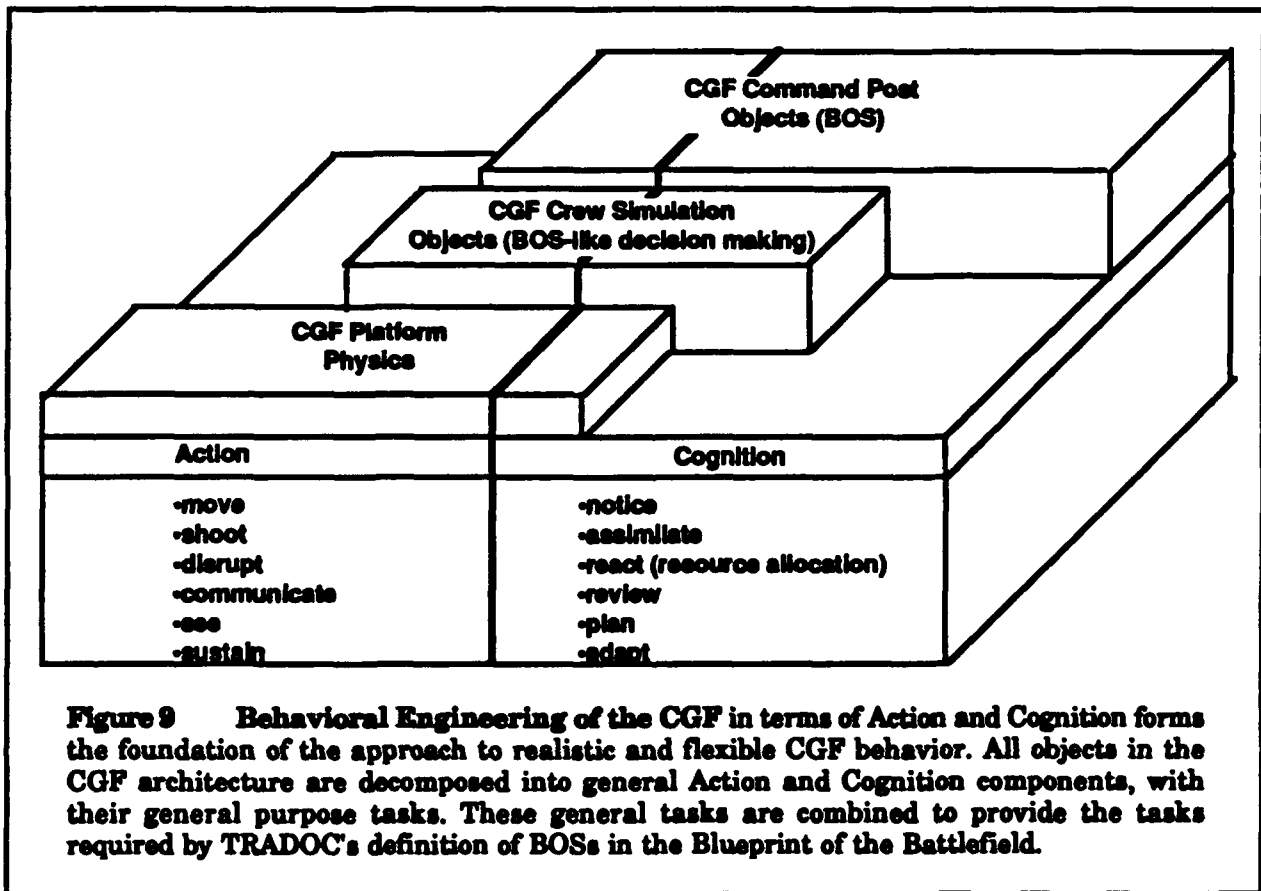 CGF Command Post
Objects (BOS)
CGF Crew Simulation
Objects (BOS-like decision making)
CGF Platform
Physics
Action
Cognition
•move
•shoot
•disrupt
•communicate
•see
•sustain
•notice
•assimilate
•react (resource allocation)
•review
•plan
•adapt
Figure 9 Behavioral Engineering of the CGF in terms of Action and Cognition forms
the foundation of the approach to realistic and flexible CGF behavior. All objects in the
CGF architecture are decomposed into general Action and Cognition components, with
their general purpose tasks. These general tasks are combined to provide the tasks
required by TRADOC's definition of BOSs in the Blueprint of the Battlefield.